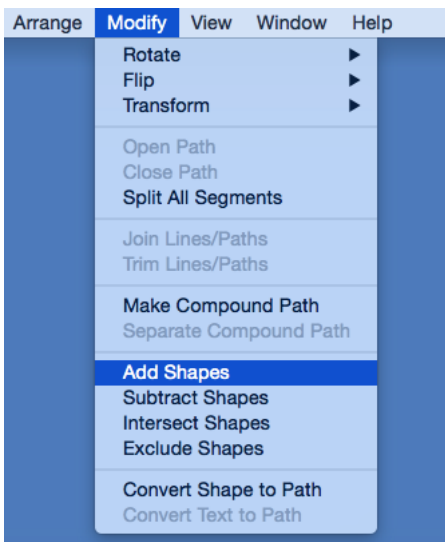 Arrange Modify View Window Help
Rotate
Flip
Transform
Open Path
Close Path
Split All Segments
Join Lines/Paths
Trim Lines/Paths
Make Compound Path
Separate Compound Path
Add Shapes
Subtract Shapes
Intersect Shapes
Exclude Shapes
Convert Shape to Path
Convert Text to Path